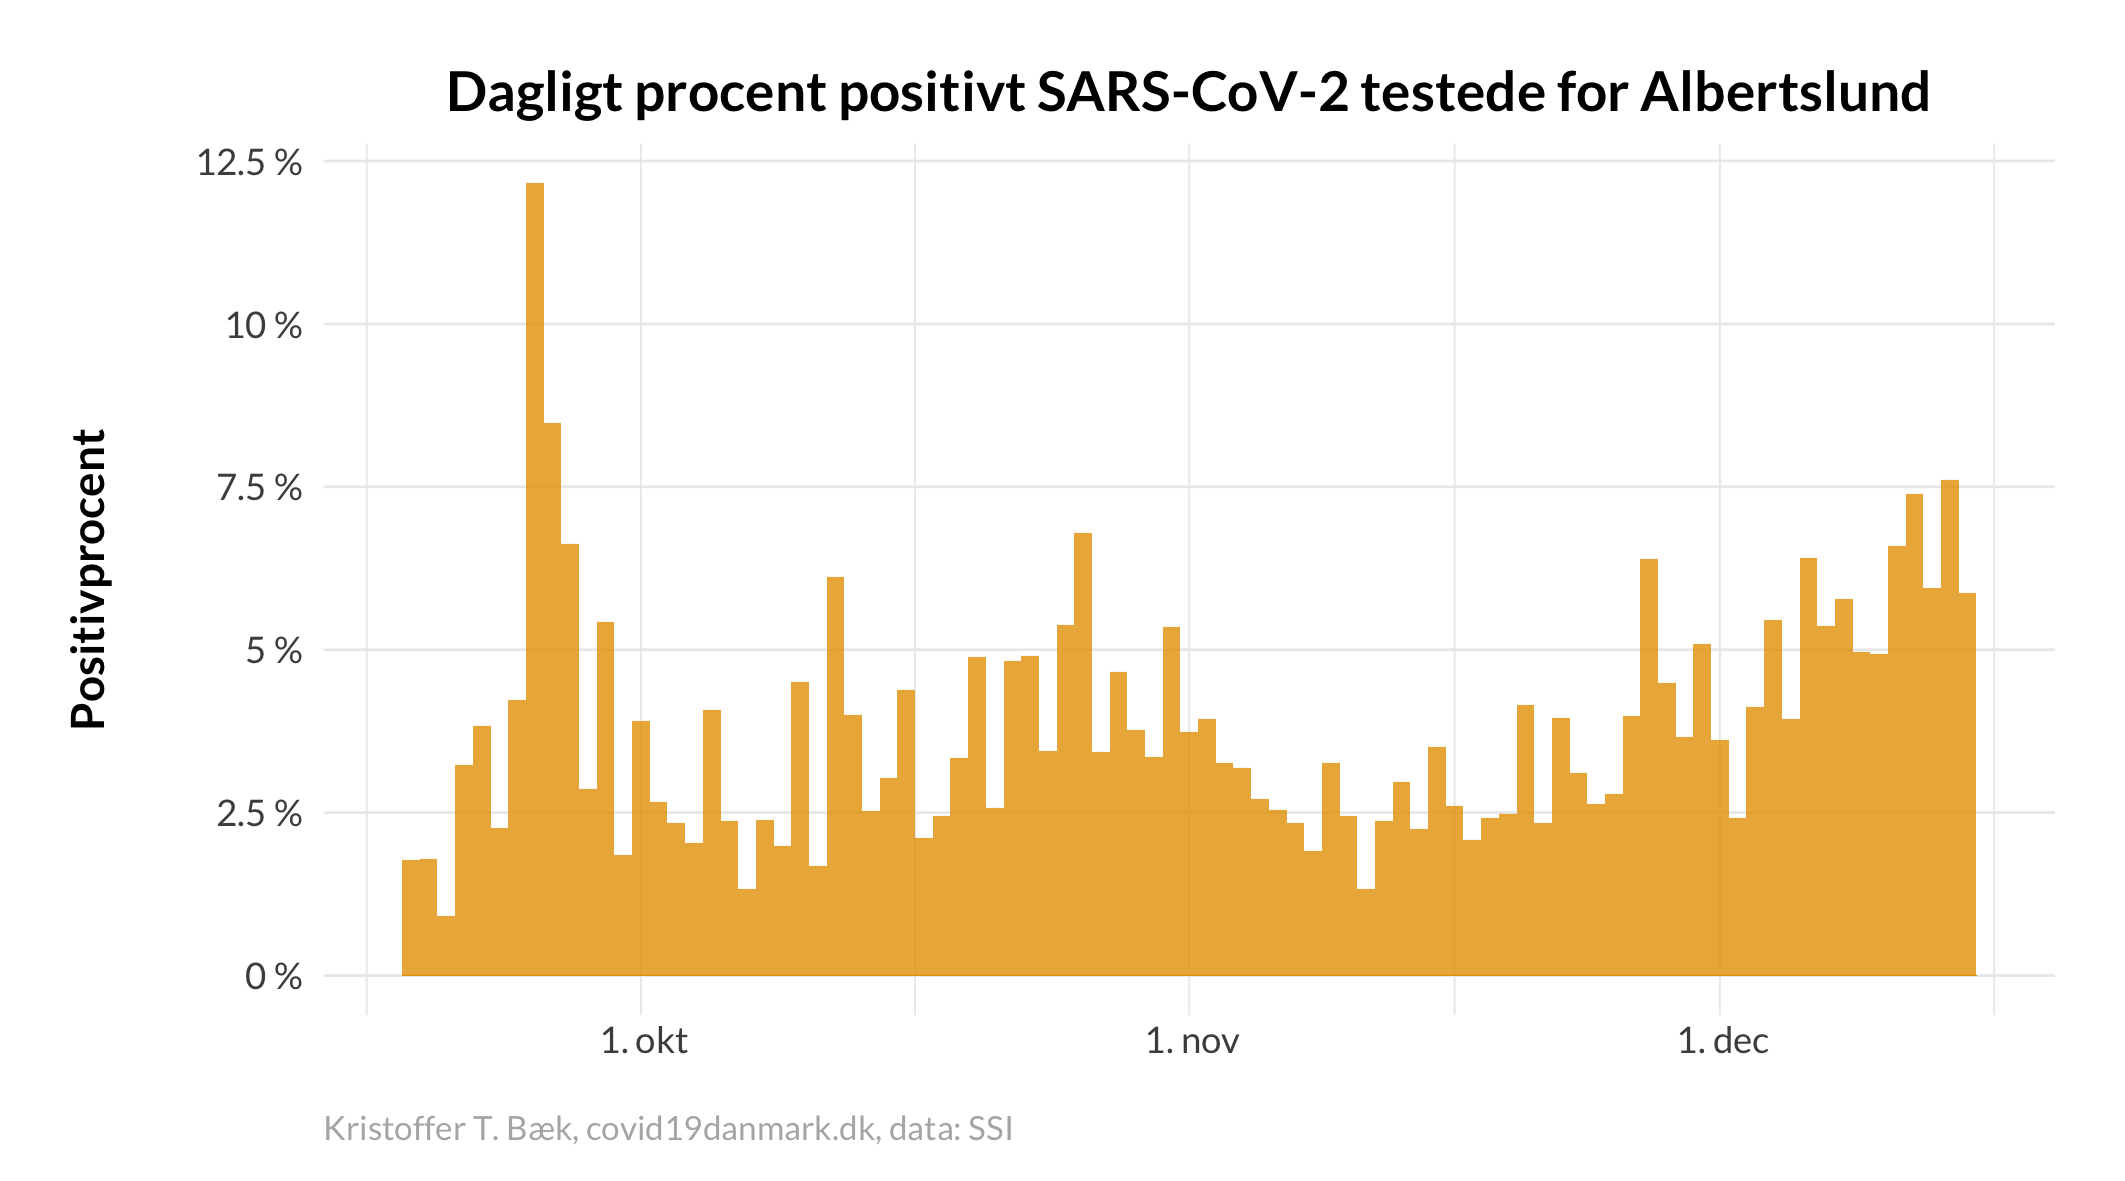 Dagligt procent positivt SARS-CoV-2 testede for Albertslund
Positivprocent
12.5 %
10 %
7.5 %
5 %
2.5 %
0 %
1. okt
1. nov
1. dec
Kristoffer T. Bæk, covid19danmark.dk, data: SSI